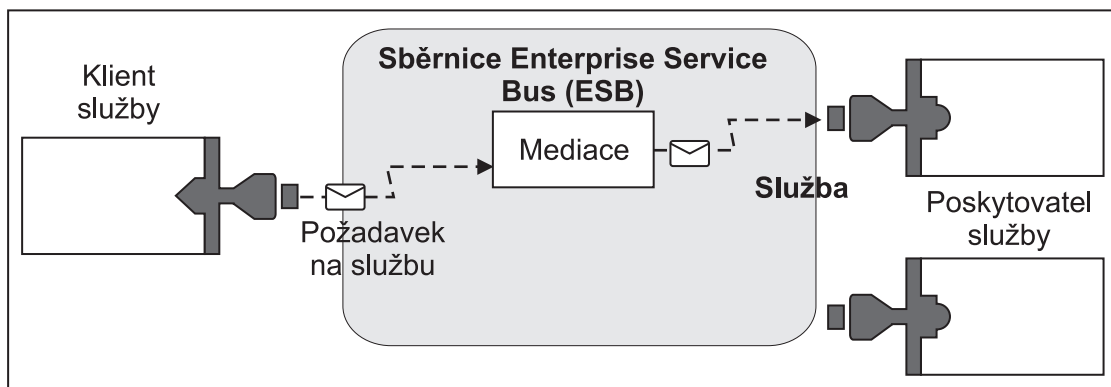 Sběrnice Enterprise Service
Bus (ESB)
Klient
služby
Mediace
Služba
Požadavek
na službu
Poskytovatel
služby